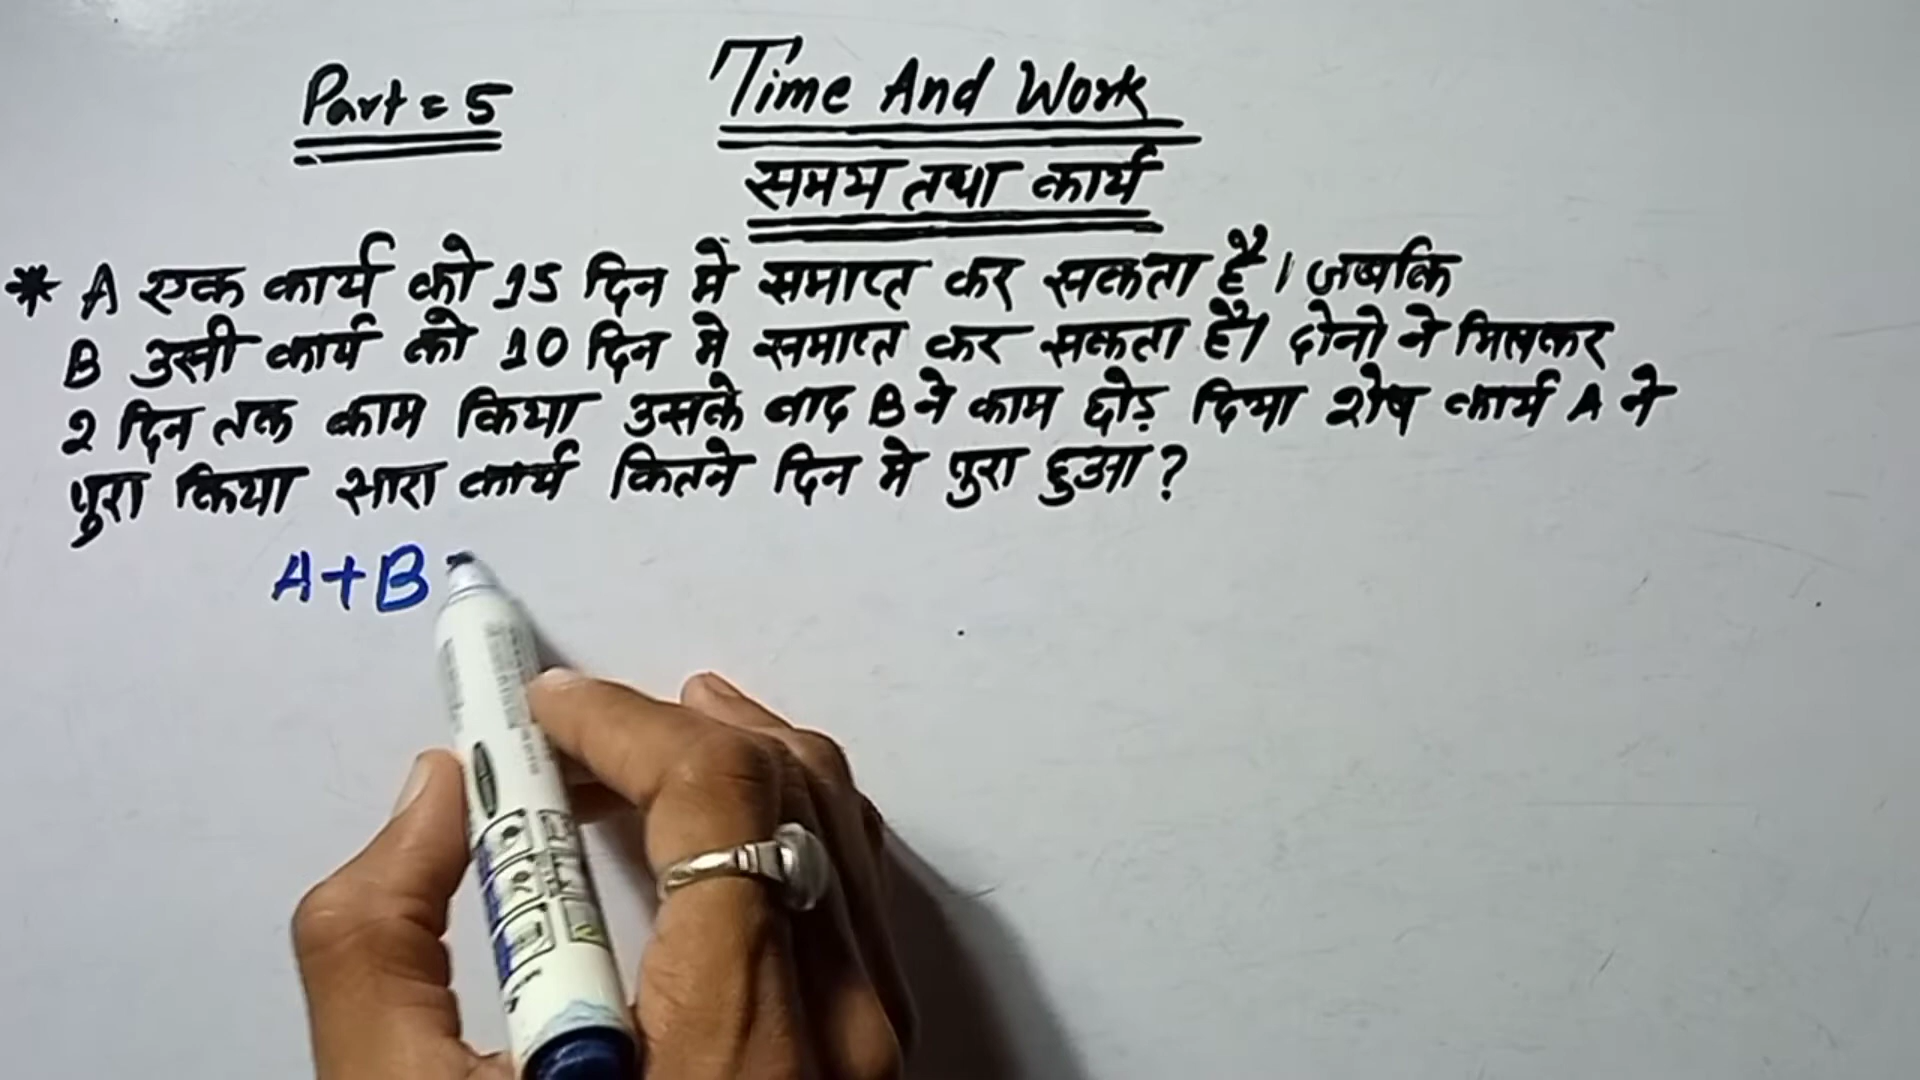 Part = 5
Time And Work
समय तथा कार्य
* A एक कार्य को 15 दिन में समाप्त कर सकता है। जबकि
B उसी कार्य को 10 दिन मे समाप्त कर सकता है। दोनो ने मिलकर
2 दिन तक काम किया उसके बाद B ने काम छोड़ दिया शेष कार्य A ने
पुरा किया सारा कार्य कितने दिन मे पुरा हुआ?
A+B